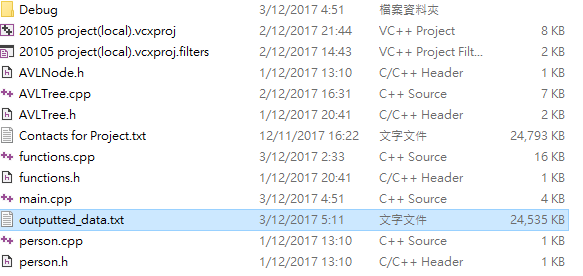 Debug 3/12/2017 4:51 檔案資料夾
20105 project(local).vcxproj 2/12/2017 21:44 VC++ Project 8 KB
20105 project(local).vcxproj.filters 2/12/2017 14:43 VC++ Project Filt... 2 KB
AVLNode.h 1/12/2017 13:10 C/C++ Header 1 KB
AVLTree.cpp 2/12/2017 16:31 C++ Source 7 KB
AVLTree.h 1/12/2017 20:41 C/C++ Header 2 KB
Contacts for Project.txt 12/11/2017 16:22 文字文件 24,793 KB
functions.cpp 3/12/2017 2:33 C++ Source 16 KB
functions.h 1/12/2017 20:41 C/C++ Header 1 KB
main.cpp 3/12/2017 4:51 C++ Source 4 KB
outputted_data.txt 3/12/2017 5:11 文字文件 24,535 KB
person.cpp 1/12/2017 13:10 C++ Source 1 KB
person.h 1/12/2017 13:10 C/C++ Header 1 KB